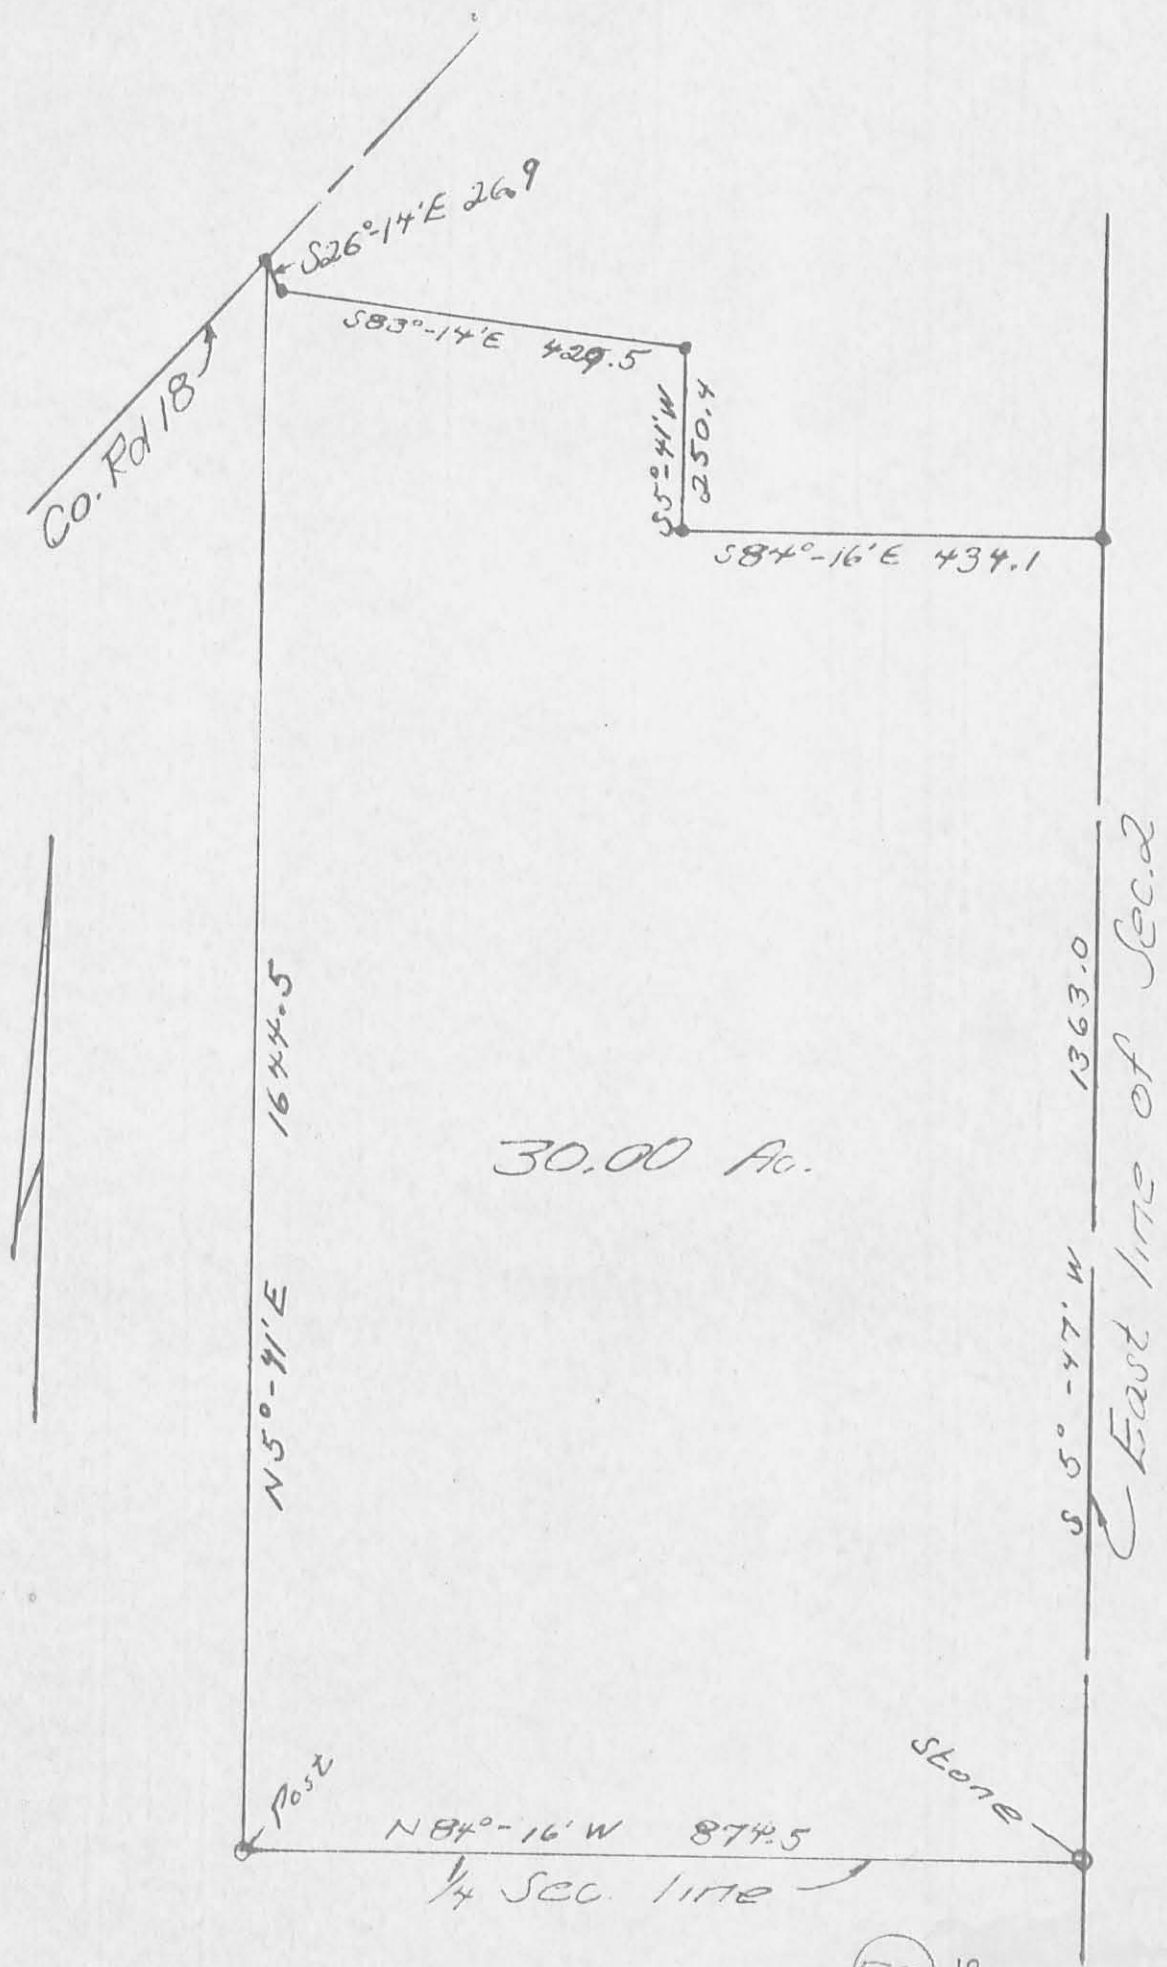 S26°-14'E 26.9
S83°-14'E 429.5
Co. Rd 18
S5°-41'W
250.4
S84°-16'E 434.1
1644.5
N5°-41'E
30.00 Ac.
1363.0
S 5°-47' W
East line of Sec. 2
Post
Stone
N84°-16' W 874.5
1/4 Sec. line